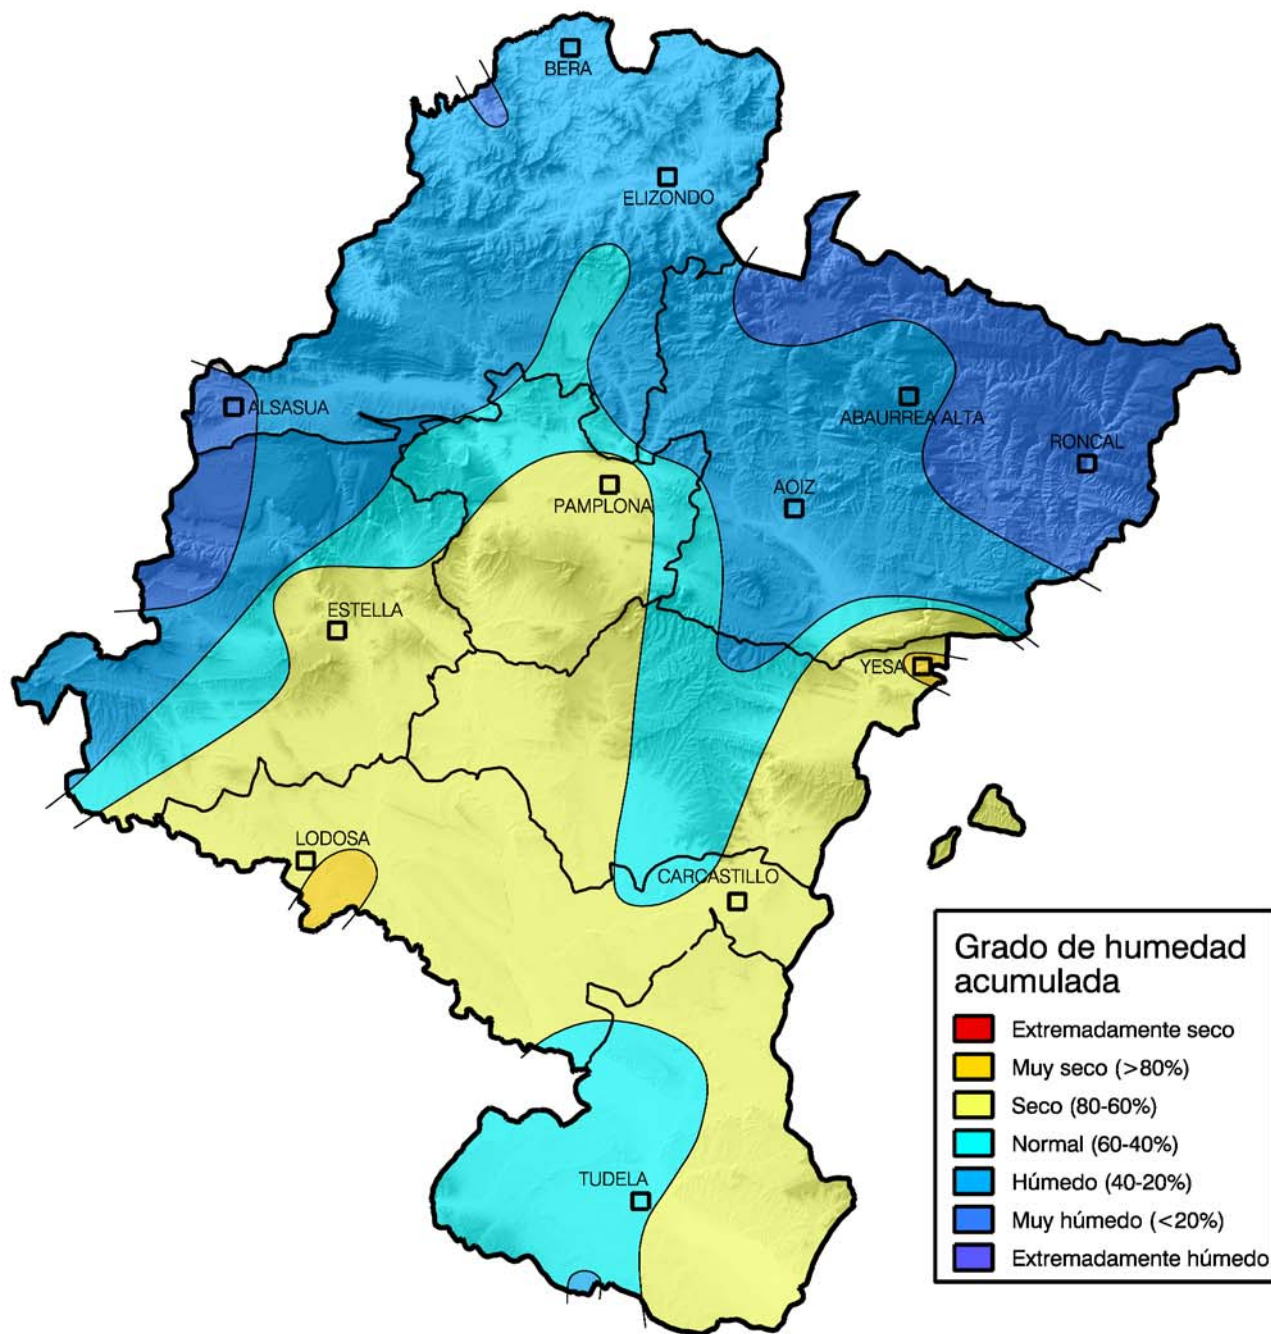 BERA
ELIZONDO
ALSASUA
ABAURREA ALTA
RONCAL
PAMPLONA
AOIZ
ESTELLA
YESA
LODOSA
CARCASTILLO
TUDELA
Grado de humedad
acumulada
Extremadamente seco
Muy seco (>80%)
Seco (80-60%)
Normal (60-40%)
Húmedo (40-20%)
Muy húmedo (<20%)
Extremadamente húmedo